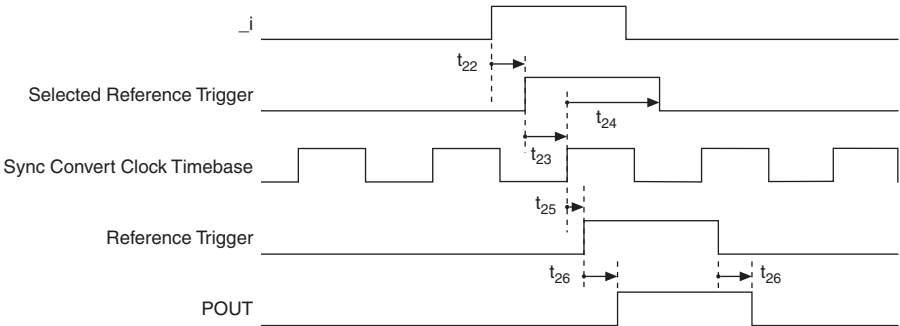 _i
t22
Selected Reference Trigger
t24
t23
Sync Convert Clock Timebase
t25
Reference Trigger
t26
t26
POUT